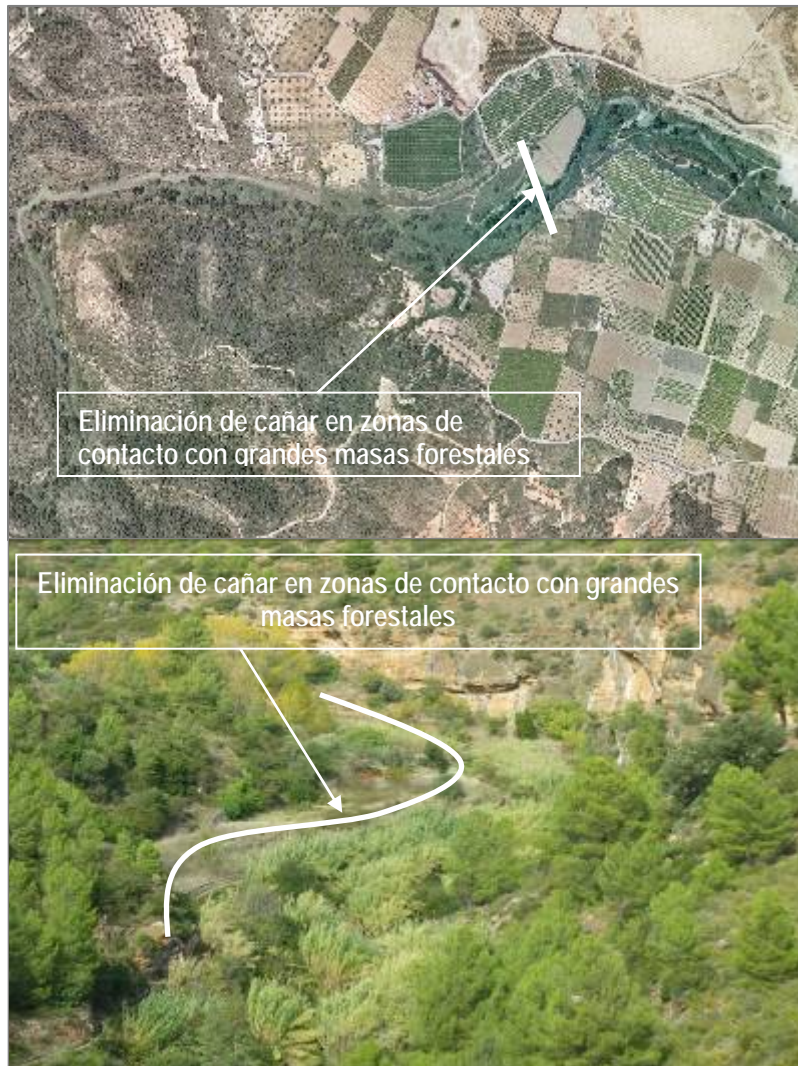 Eliminación de cañar en zonas de
contacto con grandes masas forestales
Eliminación de cañar en zonas de contacto con grandes
masas forestales